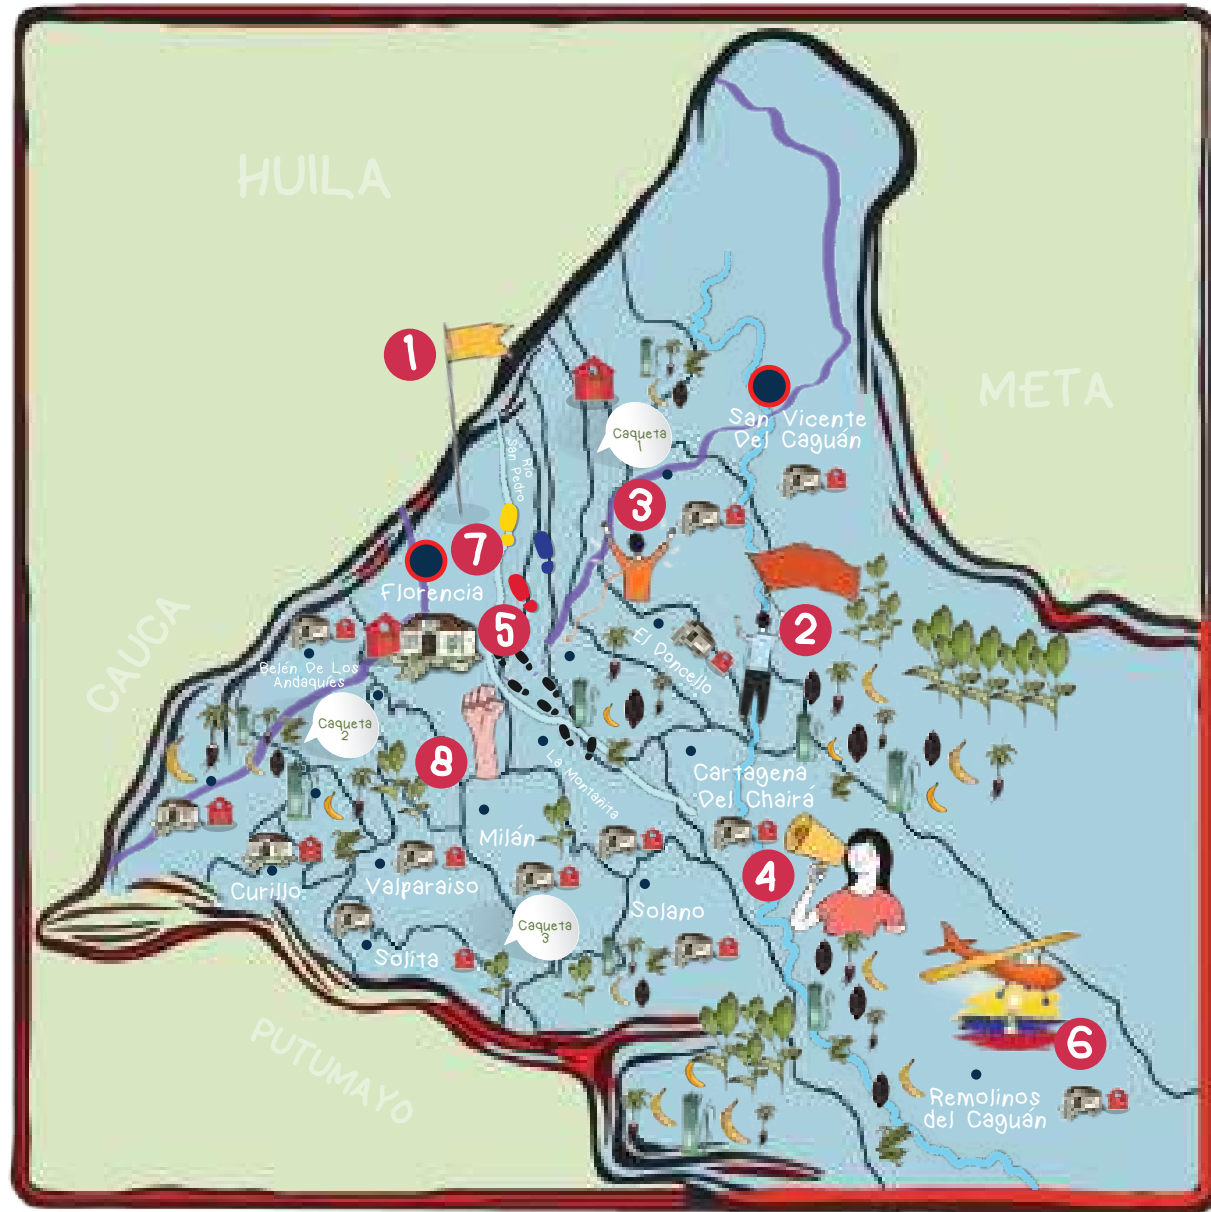 HUILA
META
CAUCA
PUTUMAYO
1
Río
San Pedro
Caqueta
1
San Vicente
Del Caguán
3
7
Florencia
5
2
El Doncello
Belén De Los
Andaquíes
Caqueta
2
8
La Montañita
Cartagena
Del Chairá
Milán
Curillo
Valparaiso
4
Solano
Caqueta
3
Solita
6
Remolinos
del Caguán